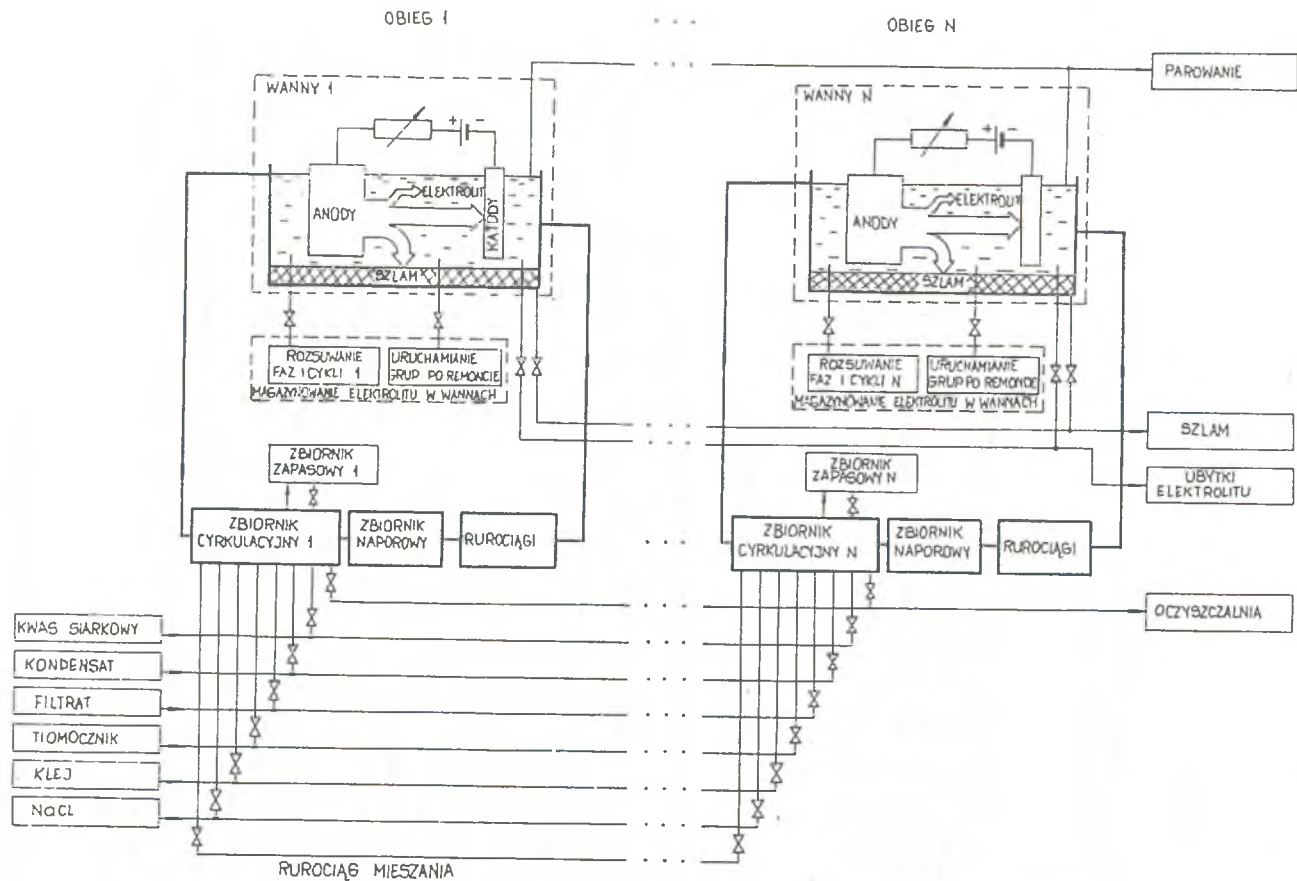 OBIEG 1
. . .
OBIEG N
PAROWANIE
WANNY 1
+ -
ELEKTROLIT
ANODY
KATODY
SZLAM
WANNY N
+ -
ELEKTROLIT
ANODY
SZLAM
ROZSUWANIE
FAZ I CYKLI 1
URUCHAMIANIE
GRUP PO REMONCIE
MAGAZYNOWANIE ELEKTROLITU W WANNACH
ROZSUWANIE
FAZ I CYKLI N
URUCHAMIANIE
GRUP PO REMONCIE
MAGAZYNOWANIE ELEKTROLITU W WANNACH
SZLAM
UBYTKI
ELEKTROLITU
ZBIORNIK
ZAPASOWY 1
ZBIORNIK
ZAPASOWY N
ZBIORNIK
CYRKULACYJNY 1
ZBIORNIK
NAPOROWY
RUROCIĄGI
ZBIORNIK
CYRKULACYJNY N
ZBIORNIK
NAPOROWY
RUROCIĄGI
OCZYSZCZALNIA
KWAS SIARKOWY
KONDENSAT
FILTRAT
TIOMOCZNIK
KLEJ
NaCL
RUROCIĄG MIESZANIA